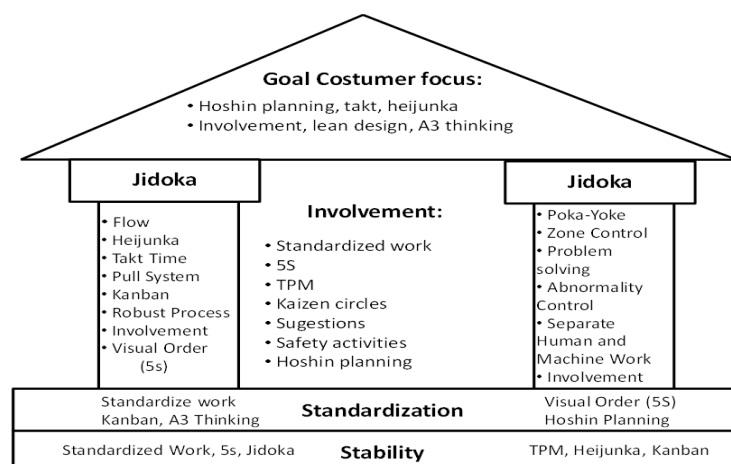 Goal Costumer focus:
• Hoshin planning, takt, heijunka
• Involvement, lean design, A3 thinking
Jidoka
• Flow
• Heijunka
• Takt Time
• Pull System
• Kanban
• Robust Process
• Involvement
• Visual Order
(5s)
Involvement:
• Standardized work
• 5S
• TPM
• Kaizen circles
• Sugestions
• Safety activities
• Hoshin planning
Jidoka
• Poka-Yoke
• Zone Control
• Problem
solving
• Abnormality
Control
• Separate
Human and
Machine Work
• Involvement
Standardize work
Kanban, A3 Thinking
Standardization
Visual Order (5S)
Hoshin Planning
Standardized Work, 5s, Jidoka
Stability
TPM, Heijunka, Kanban